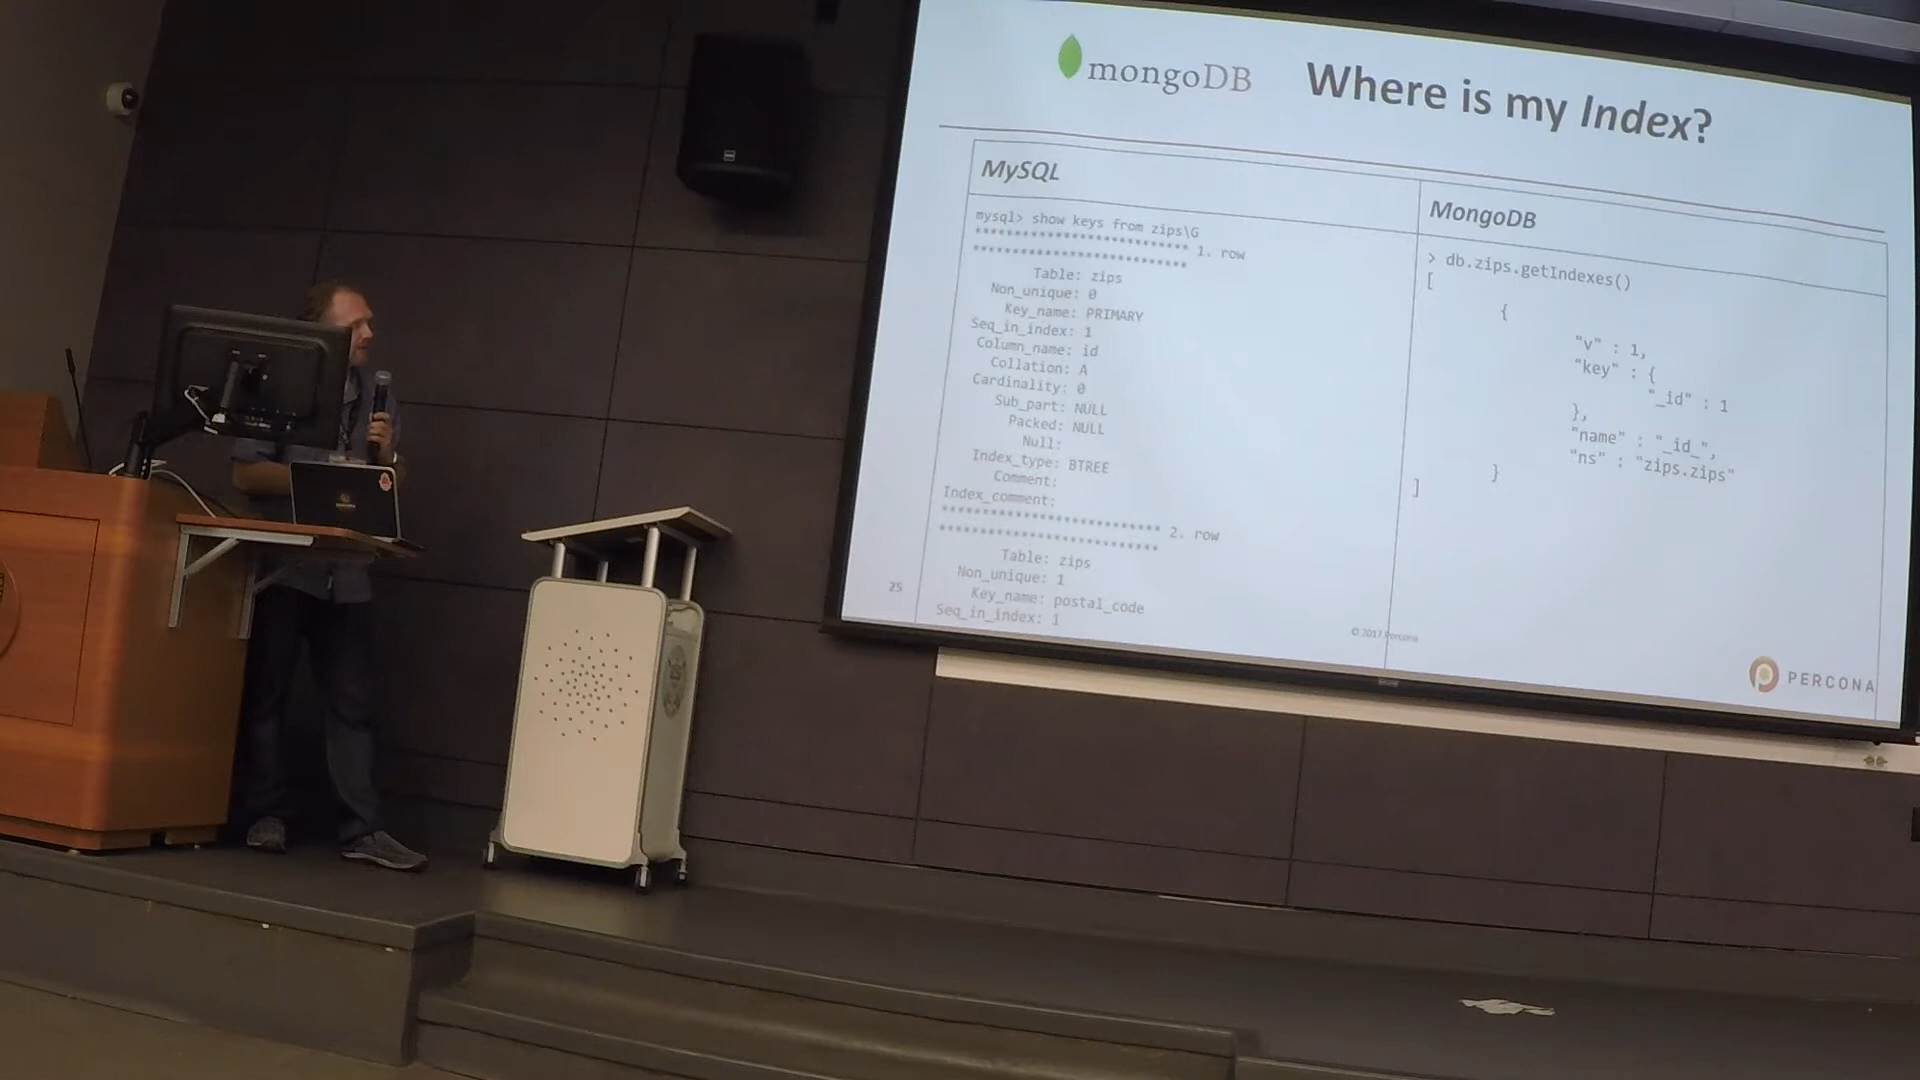 mongoDB
Where is my Index?
MySQL
mysql> show keys from zips\G
*************************** 1. row
***************************
Table: zips
Non_unique: 0
Key_name: PRIMARY
Seq_in_index: 1
Column_name: id
Collation: A
Cardinality: 0
Sub_part: NULL
Packed: NULL
Null:
Index_type: BTREE
Comment:
Index_comment:
*************************** 2. row
***************************
Table: zips
Non_unique: 1
Key_name: postal_code
Seq_in_index: 1
MongoDB
> db.zips.getIndexes()
[
{
"v" : 1,
"key" : {
"_id" : 1
},
"name" : "_id_",
"ns" : "zips.zips"
}
]
25
© 2017 Percona
PERCONA